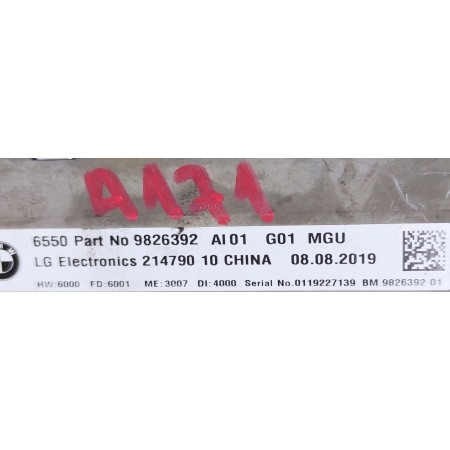 A171
6550 Part No 9826392 AI 01 G01 MGU
LG Electronics 214790 10 CHINA 08.08.2019
HW:6000 FD:6001 ME:3007 DI:4000 Serial No.0119227139 BM 9826392 01